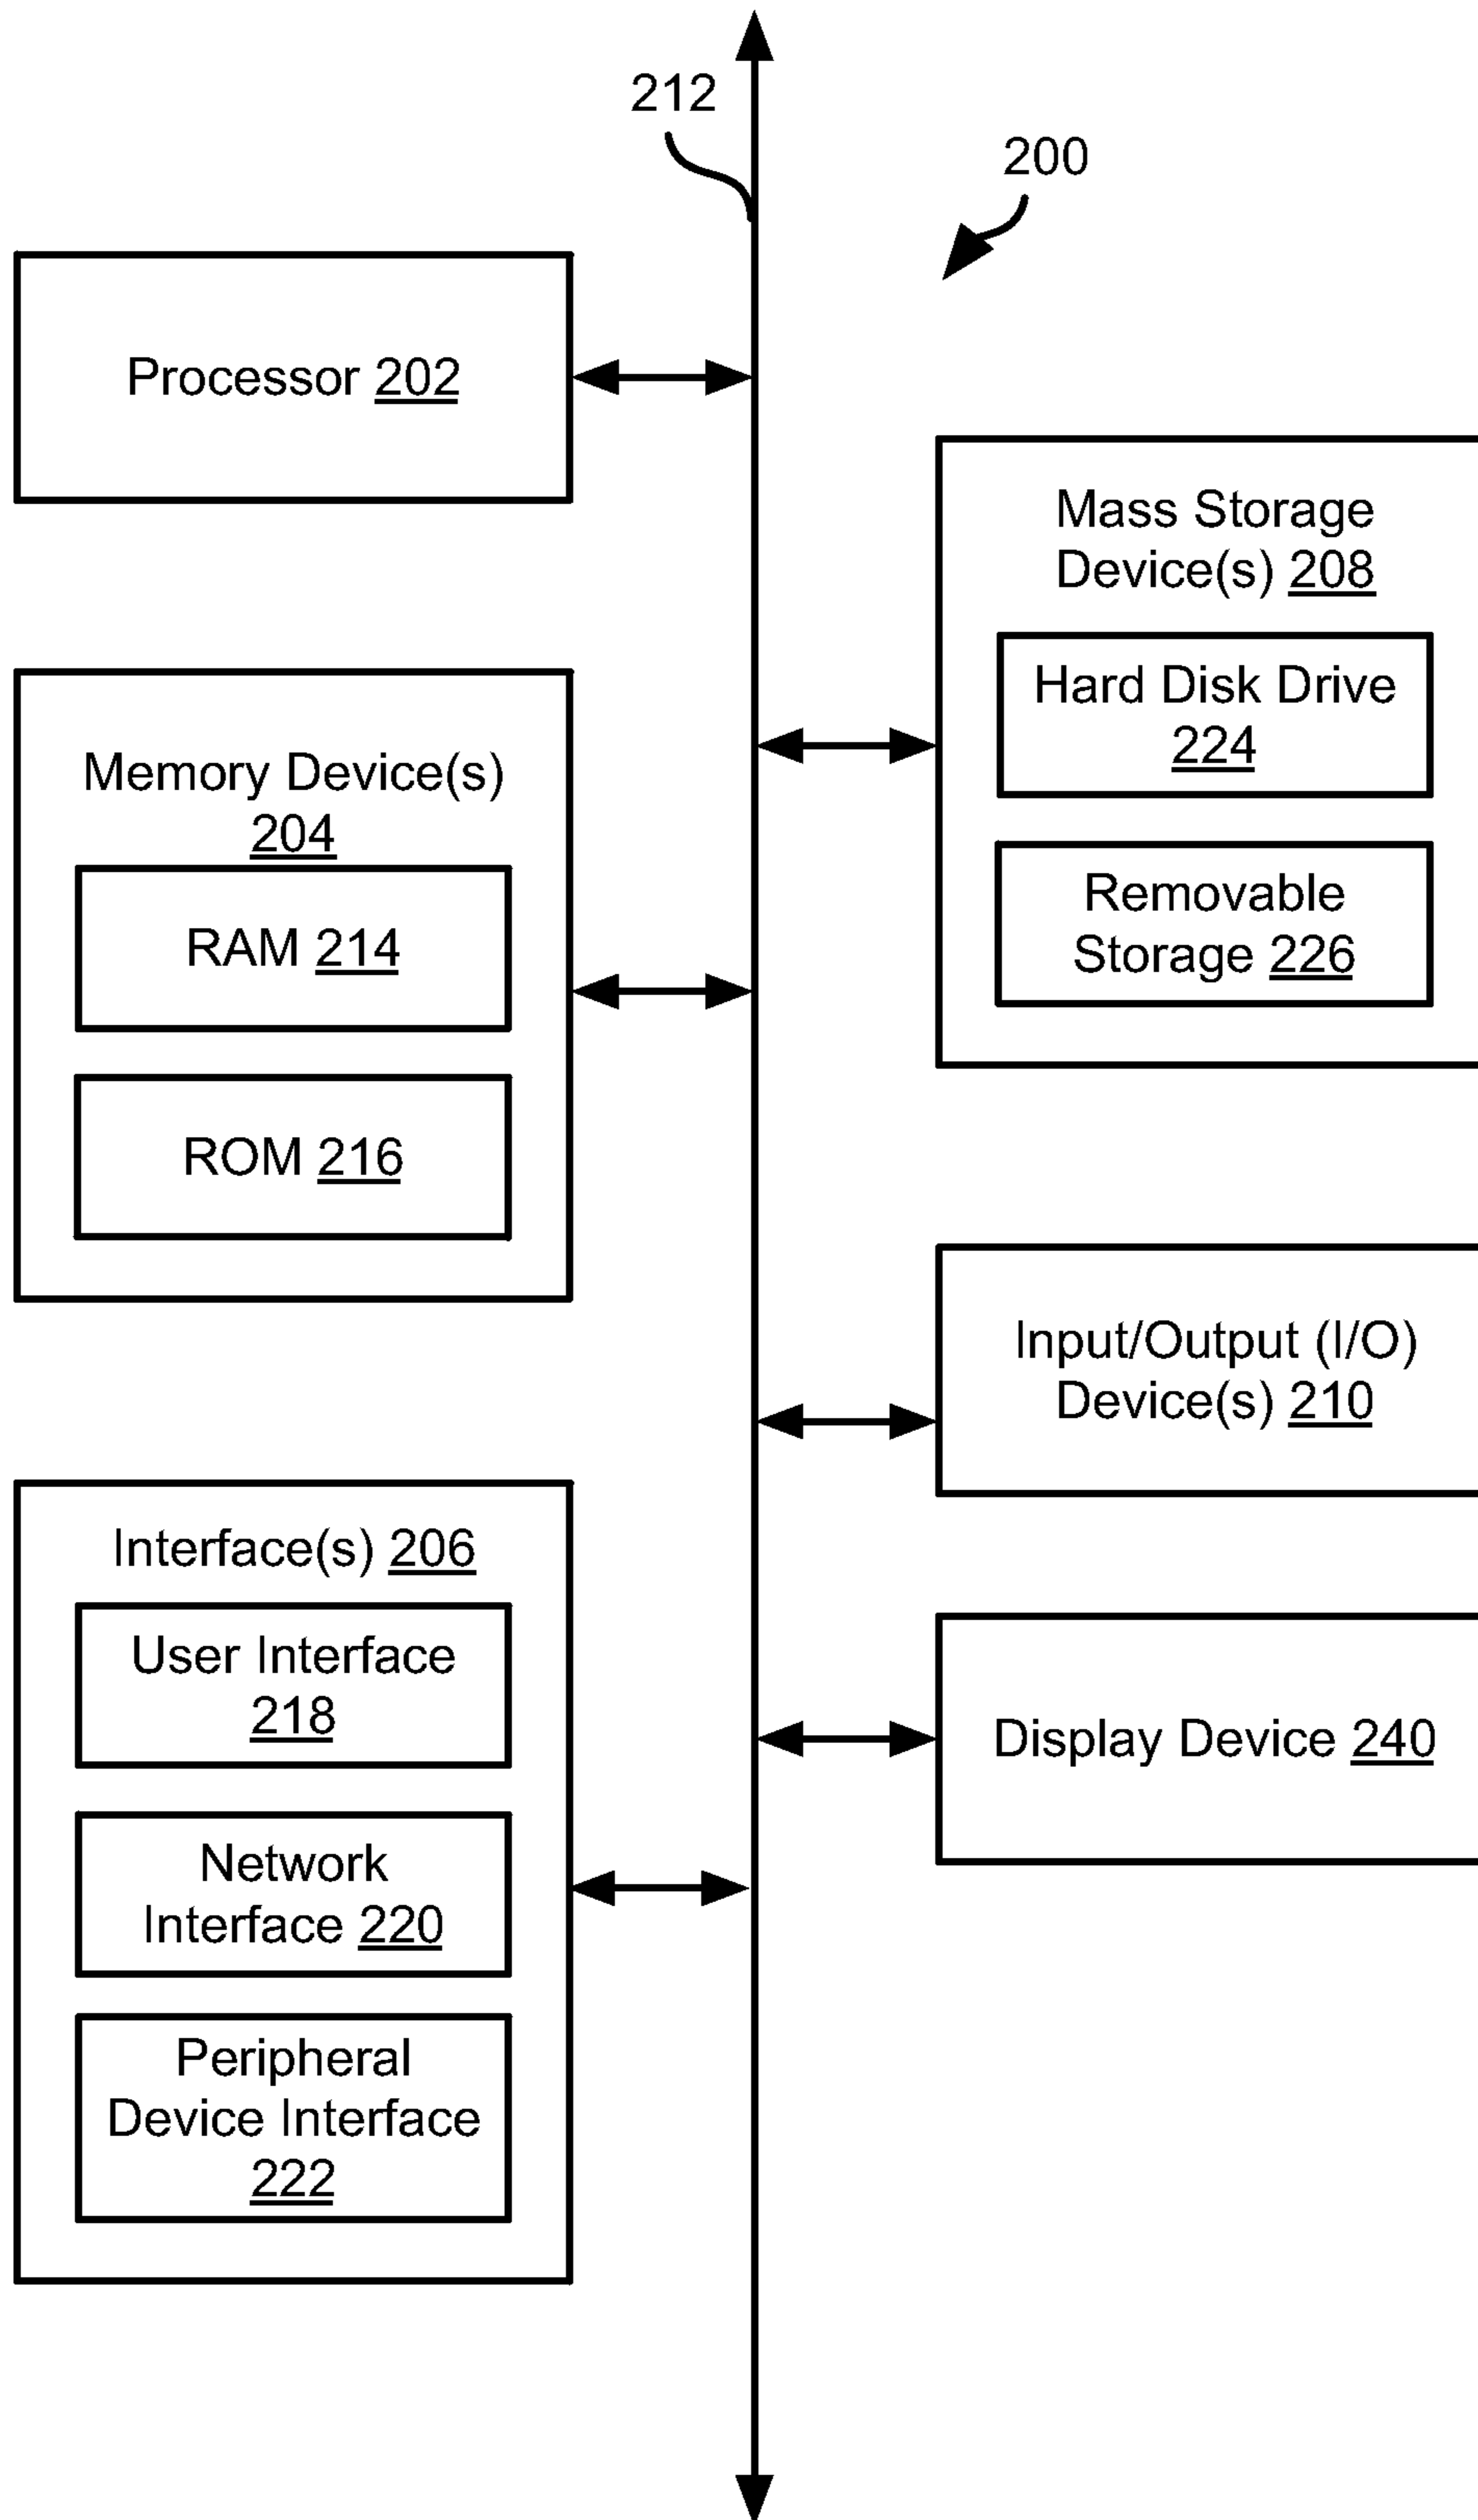 212
200
Processor 202
Mass Storage
Device(s) 208
Hard Disk Drive
224
Removable
Storage 226
Memory Device(s)
204
RAM 214
ROM 216
Input/Output (I/O)
Device(s) 210
Interface(s) 206
User Interface
218
Network
Interface 220
Peripheral
Device Interface
222
Display Device 240